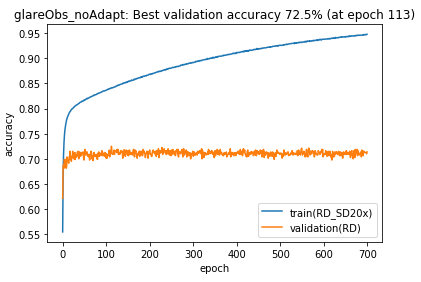 glareObs_noAdapt: Best validation accuracy 72.5% (at epoch 113)
accuracy
0.95
0.90
0.85
0.80
0.75
0.70
0.65
0.60
0.55
train(RD_SD20x)
validation(RD)
0 100 200 300 400 500 600 700
epoch